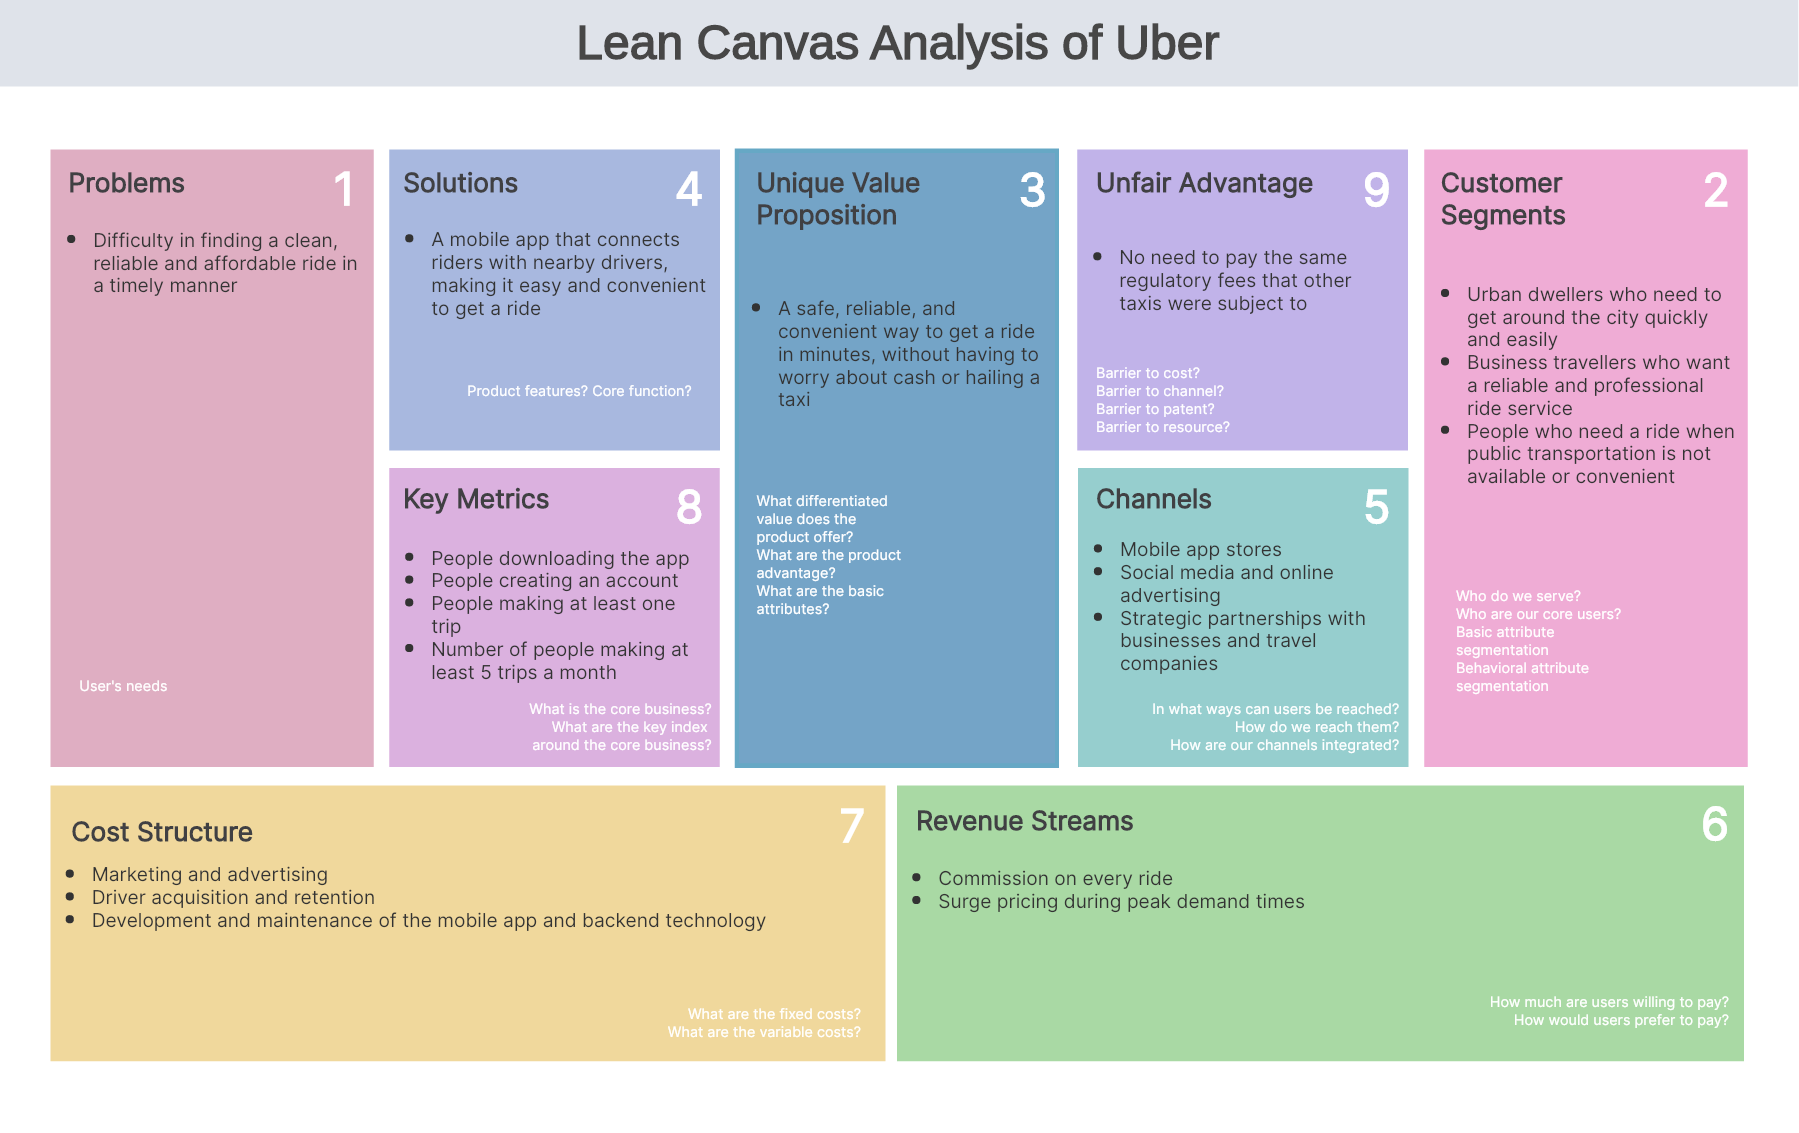 Lean Canvas Analysis of Uber
Problems
1
• Difficulty in finding a clean,
reliable and affordable ride in
a timely manner
User's needs
Solutions
4
• A mobile app that connects
riders with nearby drivers,
making it easy and convenient
to get a ride
Product features? Core function?
Key Metrics
8
• People downloading the app
• People creating an account
• People making at least one
trip
• Number of people making at
least 5 trips a month
What is the core business?
What are the key index
around the core business?
Unique Value
Proposition
3
• A safe, reliable, and
convenient way to get a ride
in minutes, without having to
worry about cash or hailing a
taxi
What differentiated
value does the
product offer?
What are the product
advantage?
What are the basic
attributes?
Unfair Advantage
9
• No need to pay the same
regulatory fees that other
taxis were subject to
Barrier to cost?
Barrier to channel?
Barrier to patent?
Barrier to resource?
Channels
5
• Mobile app stores
• Social media and online
advertising
• Strategic partnerships with
businesses and travel
companies
In what ways can users be reached?
How do we reach them?
How are our channels integrated?
Customer
Segments
2
• Urban dwellers who need to
get around the city quickly
and easily
• Business travellers who want
a reliable and professional
ride service
• People who need a ride when
public transportation is not
available or convenient
Who do we serve?
Who are our core users?
Basic attribute
segmentation
Behavioral attribute
segmentation
Cost Structure
7
• Marketing and advertising
• Driver acquisition and retention
• Development and maintenance of the mobile app and backend technology
What are the fixed costs?
What are the variable costs?
Revenue Streams
6
• Commission on every ride
• Surge pricing during peak demand times
How much are users willing to pay?
How would users prefer to pay?